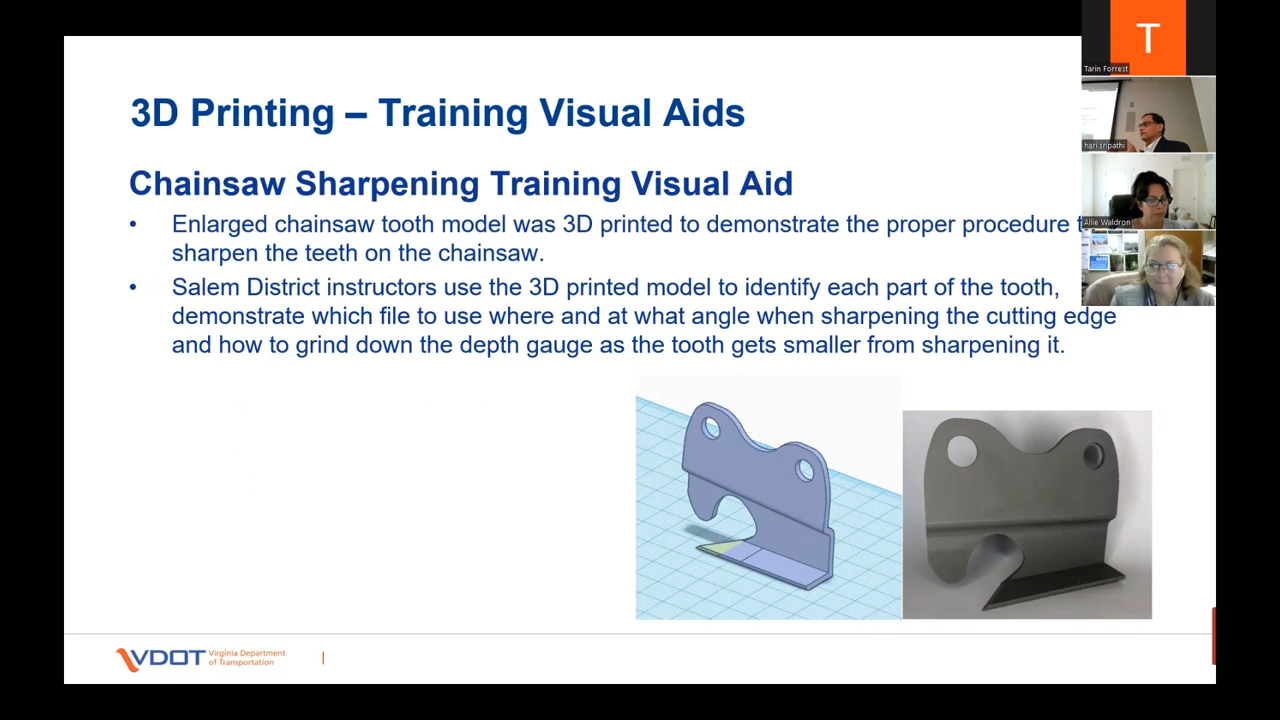 T
Tarin Forrest
3D Printing – Training Visual Aids
hari.sripathi
Chainsaw Sharpening Training Visual Aid
Allie Waldron
• Enlarged chainsaw tooth model was 3D printed to demonstrate the proper procedure
sharpen the teeth on the chainsaw.
• Salem District instructors use the 3D printed model to identify each part of the tooth,
demonstrate which file to use where and at what angle when sharpening the cutting edge
and how to grind down the depth gauge as the tooth gets smaller from sharpening it.
VDOT Virginia Department
of Transportation